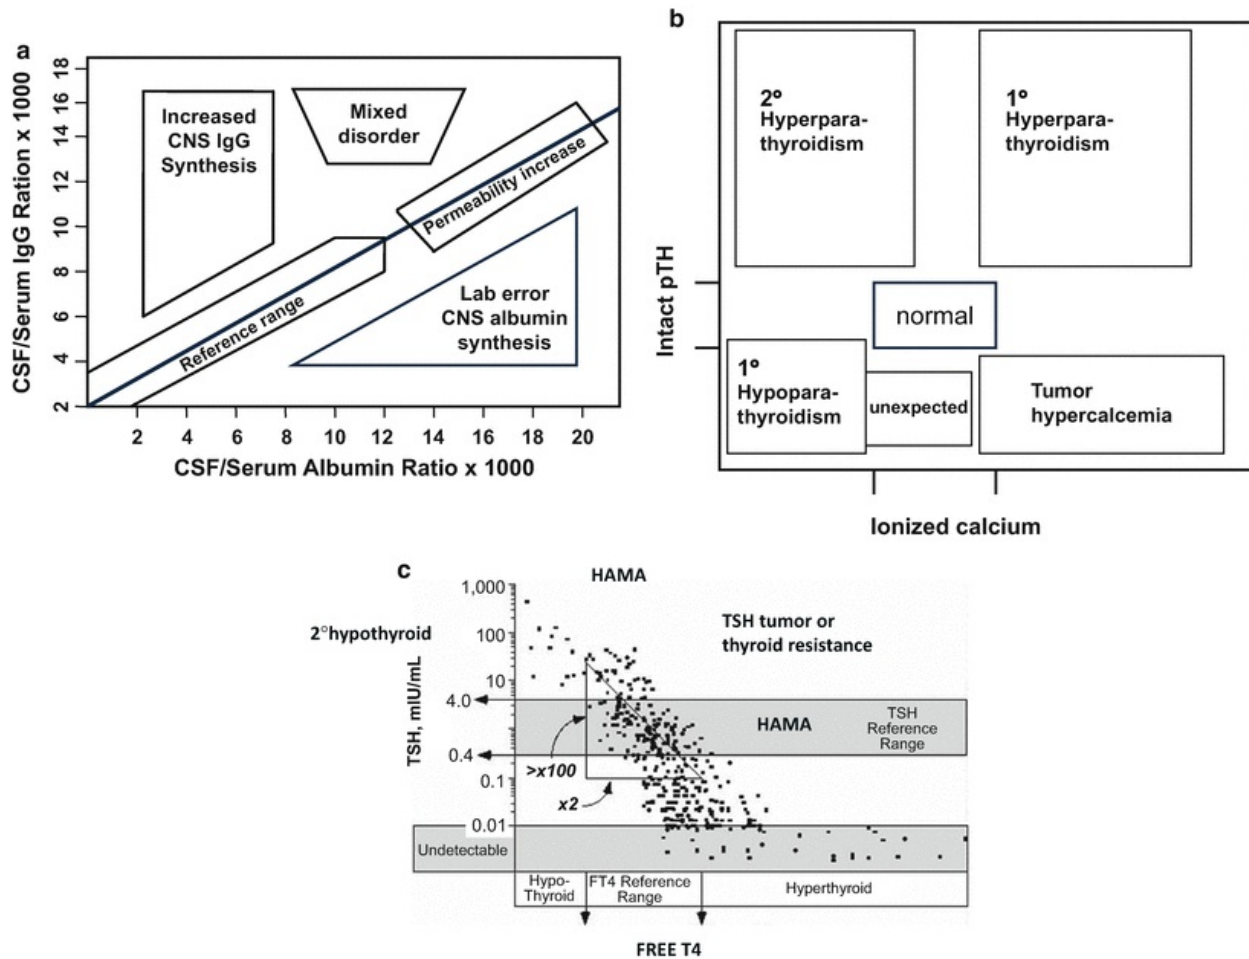 a
CSF/Serum IgG Ration x 1000
18
16
14
12
10
8
6
4
2
Increased
CNS IgG
Synthesis
Mixed
disorder
Permeability increase
Reference range
Lab error
CNS albumin
synthesis
2 4 6 8 10 12 14 16 18 20
CSF/Serum Albumin Ratio x 1000
b
Intact pTH
2º
Hyperpara-
thyroidism
1º
Hyperpara-
thyroidism
normal
1º
Hypopara-
thyroidism
unexpected
Tumor
hypercalcemia
Ionized calcium
c
HAMA
2°hypothyroid
TSH tumor or
thyroid resistance
TSH, mIU/mL
1,000
100
10
4.0
0.4
0.1
0.01
HAMA
TSH
Reference
Range
>x100
x2
Undetectable
Hypo-
Thyroid
FT4 Reference
Range
Hyperthyroid
FREE T4